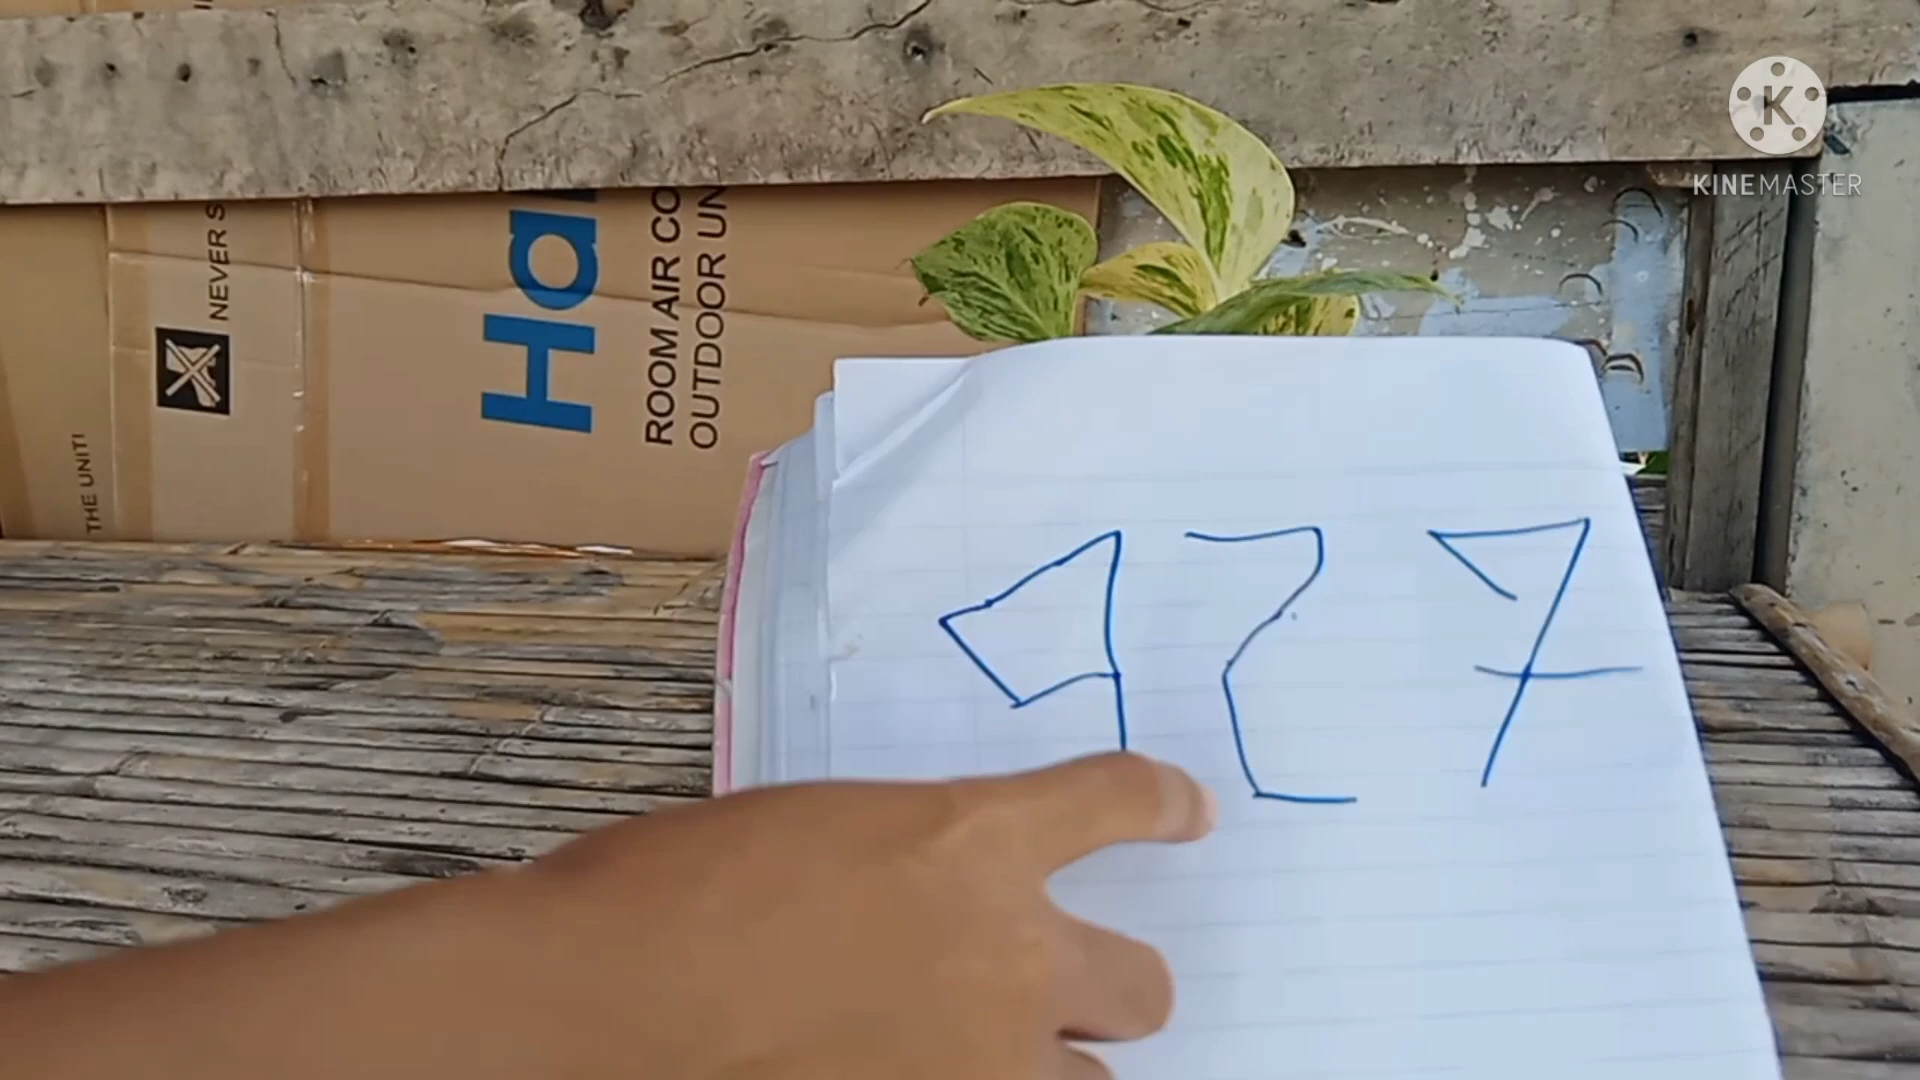 927
NEVER S
THE UNIT!
Ha
ROOM AIR CO
OUTDOOR UN
KINEMASTER